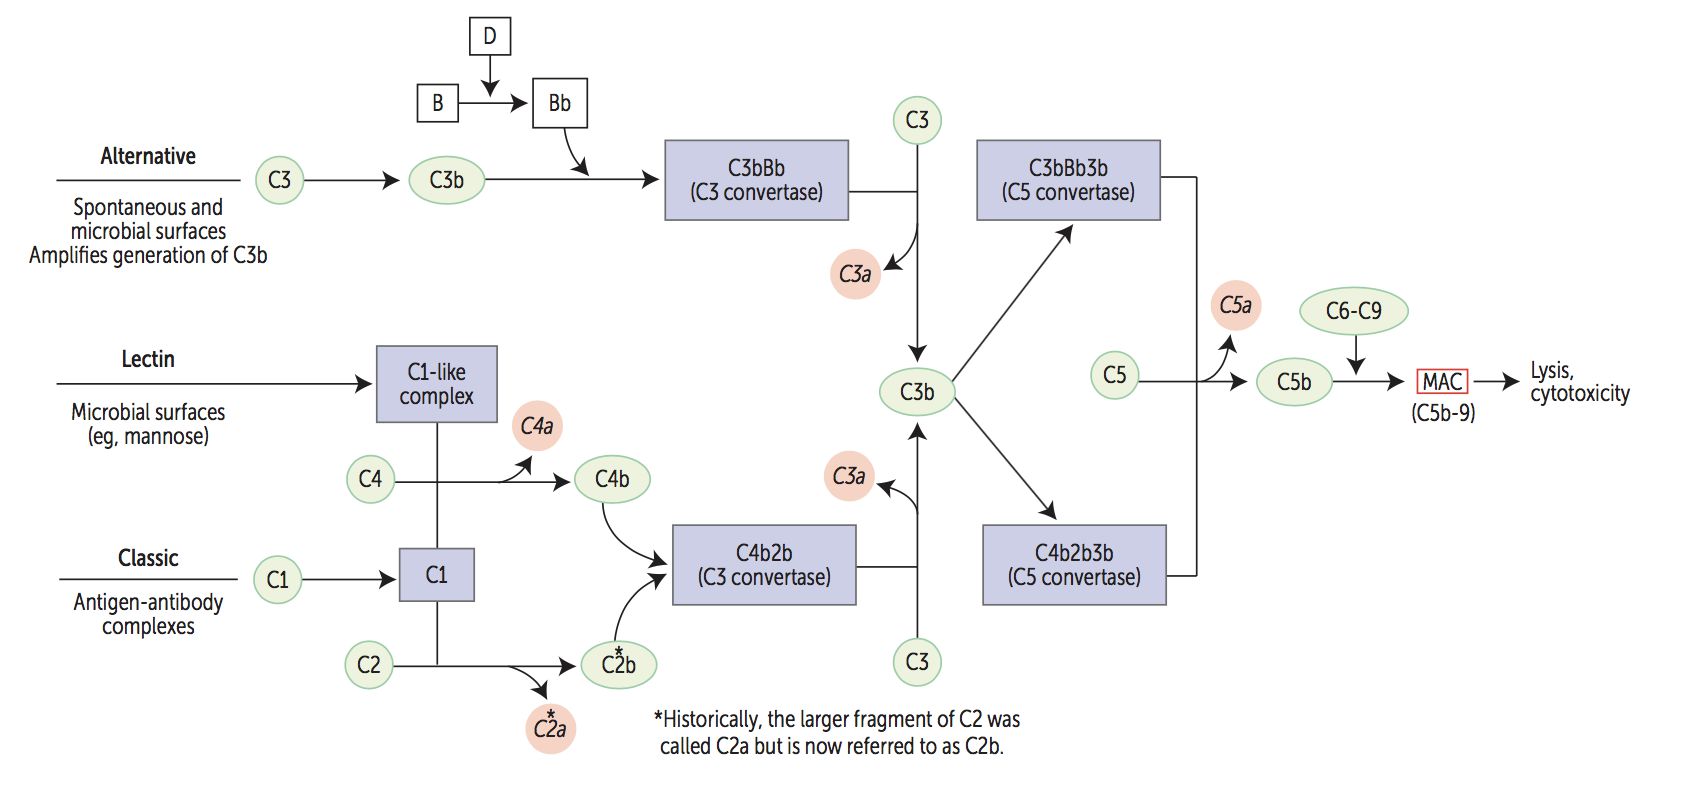 D
B
Bb
C3
Alternative
C3
C3b
C3bBb
(C3 convertase)
C3bBb3b
(C5 convertase)
Spontaneous and
microbial surfaces
Amplifies generation of C3b
C3a
C5a
C6-C9
Lectin
C1-like
complex
C3b
C5
C5b
MAC
(C5b-9)
Lysis,
cytotoxicity
Microbial surfaces
(eg, mannose)
C4a
C4
C4b
C3a
Classic
C1
C1
C4b2b
(C3 convertase)
C4b2b3b
(C5 convertase)
Antigen-antibody
complexes
C2
*
C2b
C3
*
C2a
*Historically, the larger fragment of C2 was
called C2a but is now referred to as C2b.